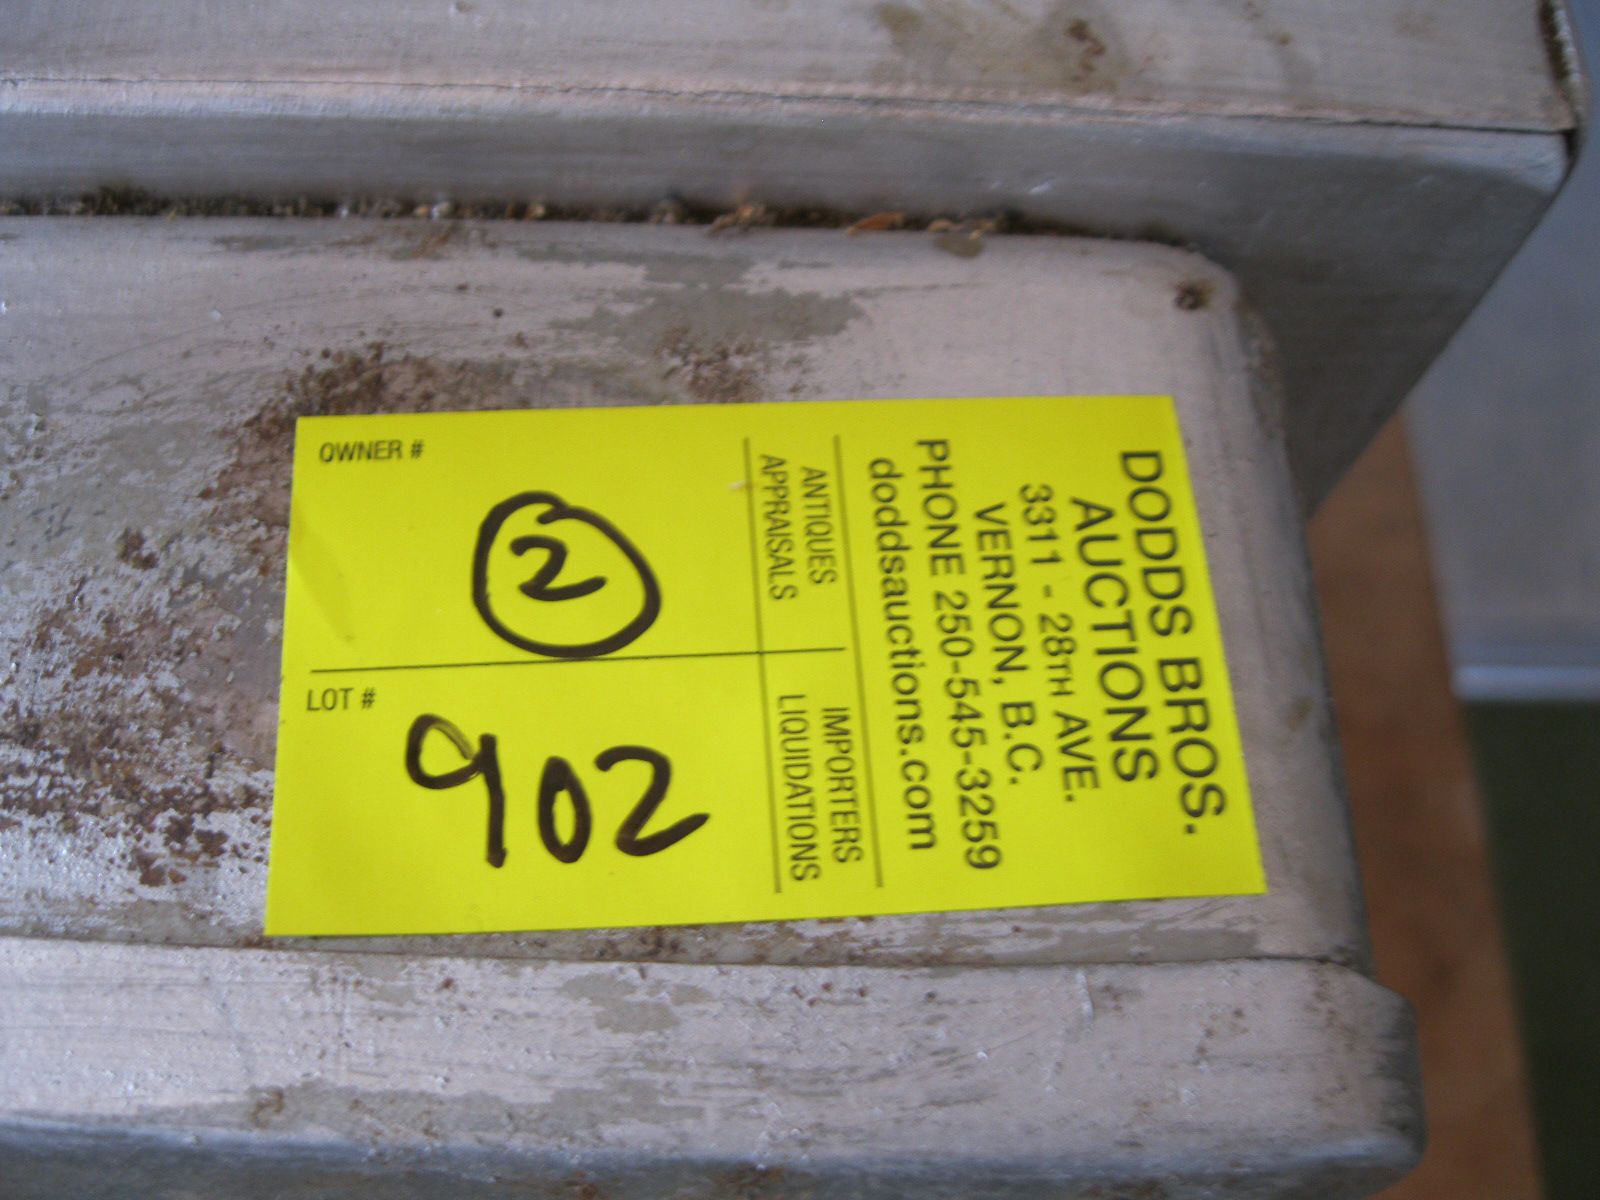 DODDS BROS.
AUCTIONS
3311 - 28TH AVE.
VERNON, B.C.
PHONE 250-545-3259
doddsauctions.com
ANTIQUES
APPRAISALS
IMPORTERS
LIQUIDATIONS
OWNER #
2
LOT #
902